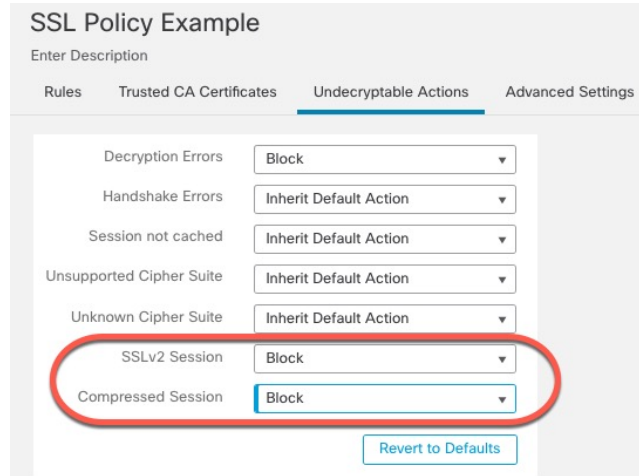 SSL Policy Example
Enter Description
Rules Trusted CA Certificates Undecryptable Actions Advanced Settings
Decryption Errors Block
Handshake Errors Inherit Default Action
Session not cached Inherit Default Action
Unsupported Cipher Suite Inherit Default Action
Unknown Cipher Suite Inherit Default Action
SSLv2 Session Block
Compressed Session Block
Revert to Defaults